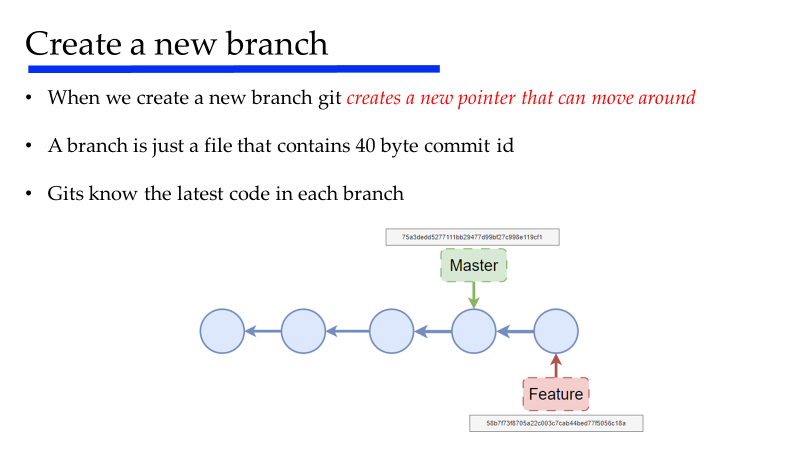 Create a new branch
• When we create a new branch git creates a new pointer that can move around
• A branch is just a file that contains 40 byte commit id
• Gits know the latest code in each branch
75a3dedd5277111bb29477d99bf27c998e119cf1
Master
Feature
58b7f73f8705a22c003c7cab44bed77f5056c18a